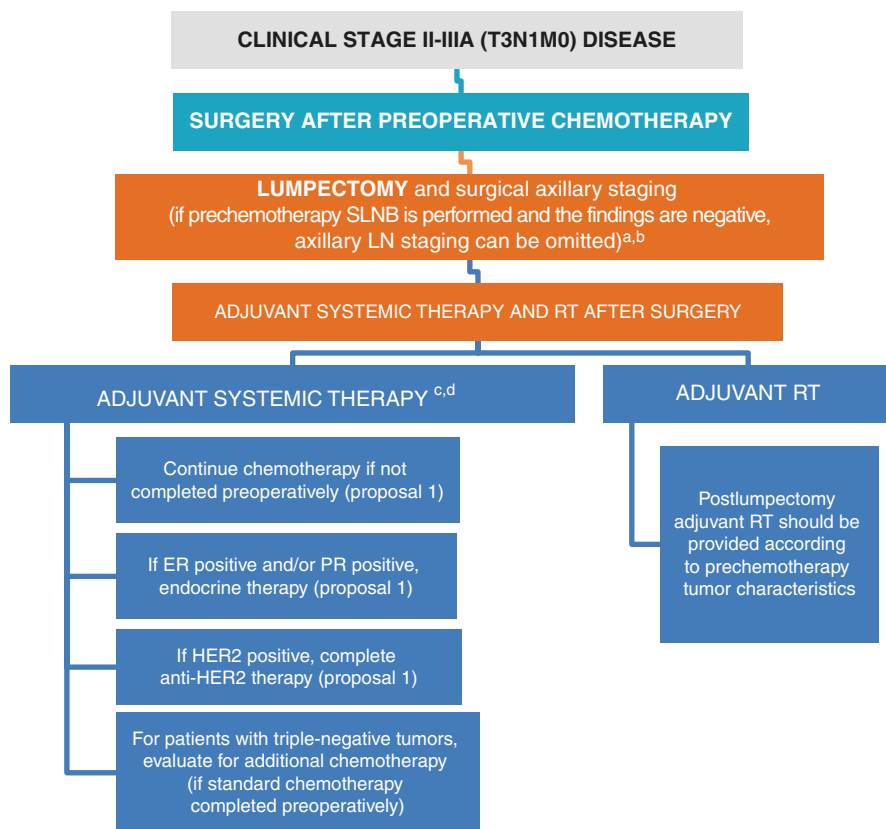 CLINICAL STAGE II-IIIA (T3N1M0) DISEASE
SURGERY AFTER PREOPERATIVE CHEMOTHERAPY
LUMPECTOMY and surgical axillary staging
(if prechemotherapy SLNB is performed and the findings are negative,
axillary LN staging can be omitted)a,b
ADJUVANT SYSTEMIC THERAPY AND RT AFTER SURGERY
ADJUVANT SYSTEMIC THERAPY c,d
Continue chemotherapy if not
completed preoperatively (proposal 1)
If ER positive and/or PR positive,
endocrine therapy (proposal 1)
If HER2 positive, complete
anti-HER2 therapy (proposal 1)
For patients with triple-negative tumors,
evaluate for additional chemotherapy
(if standard chemotherapy
completed preoperatively)
ADJUVANT RT
Postlumpectomy
adjuvant RT should be
provided according
to prechemotherapy
tumor characteristics